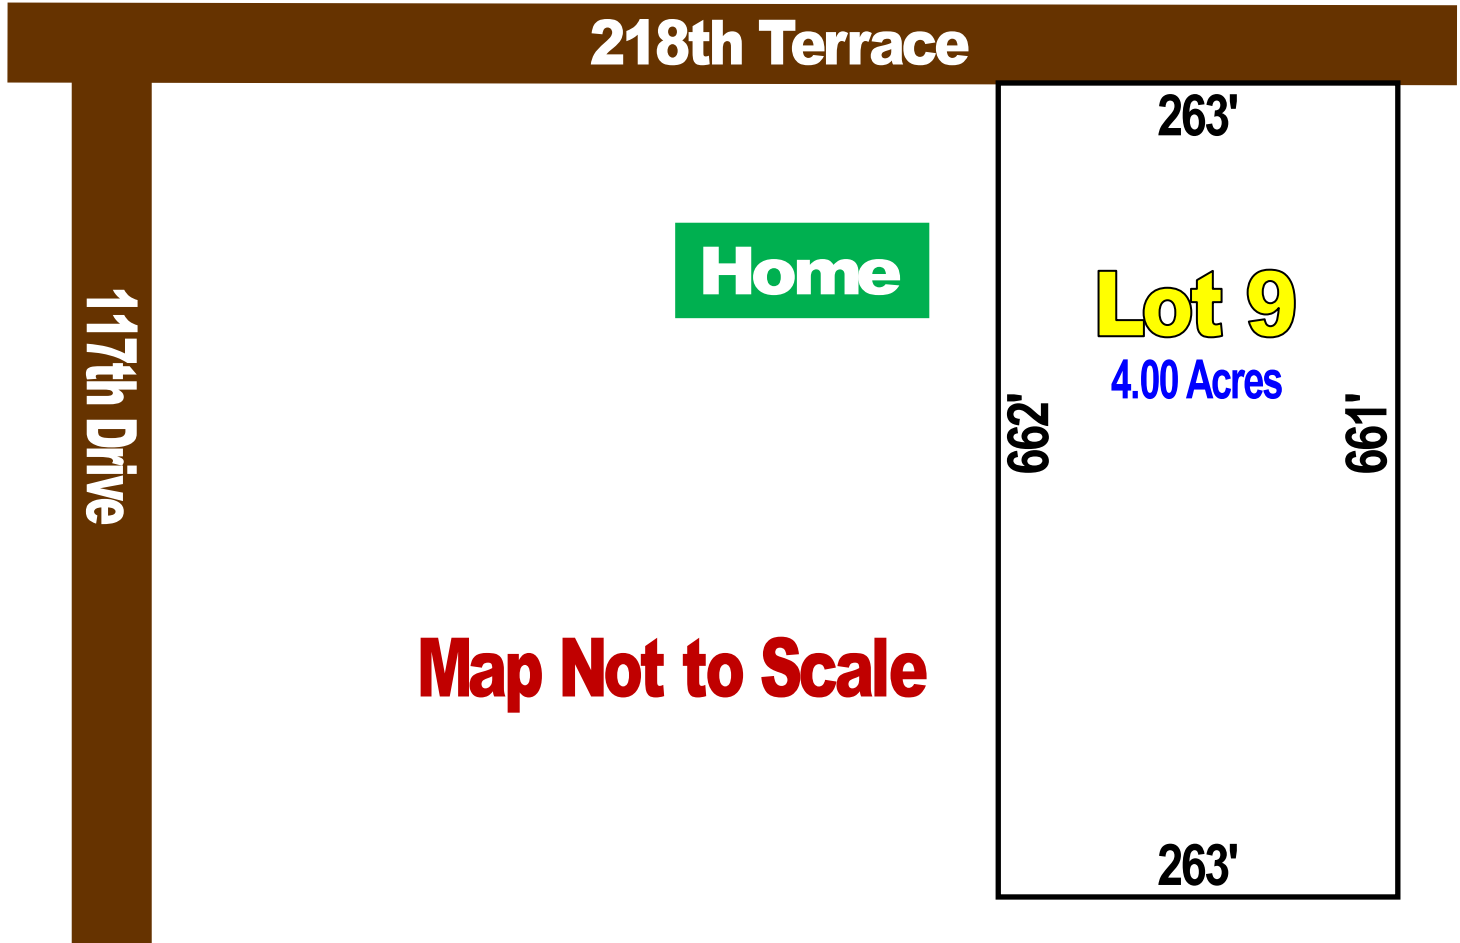 218th Terrace
263'
Home
Lot 9
4.00 Acres
117th Drive
662'
661'
Map Not to Scale
263'